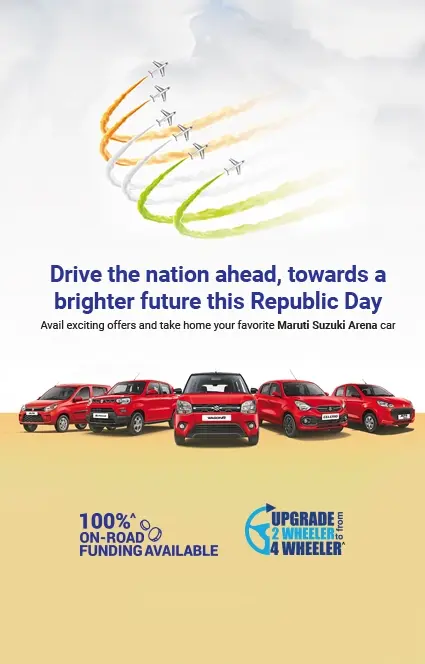 Drive the nation ahead, towards a
brighter future this Republic Day
Avail exciting offers and take home your favorite Maruti Suzuki Arena car
100%^
ON-ROAD
FUNDING AVAILABLE
UPGRADE
from
2 WHEELER
to
4 WHEELER^